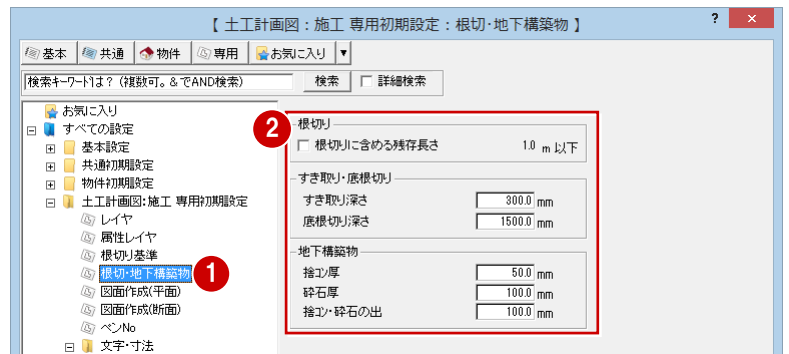 【 土工計画図：施工 専用初期設定：根切･地下構築物 】 ? ×
基本 共通 物件 専用 お気に入り ▼
検索キーワードは? (複数可。& でAND検索) 検索 詳細検索
お気に入り
すべての設定
基本設定
共通初期設定
物件初期設定
土工計画図:施工 専用初期設定
レイヤ
属性レイヤ
根切り基準
根切･地下構築物 1
図面作成(平面)
図面作成(断面)
ペンNo
文字･寸法
2
根切り
根切りに含める残存長さ 1.0 m 以下
すき取り･底根切り
すき取り深さ 300.0 mm
底根切り深さ 1500.0 mm
地下構築物
捨コン厚 50.0 mm
砕石厚 100.0 mm
捨コン･砕石の出 100.0 mm